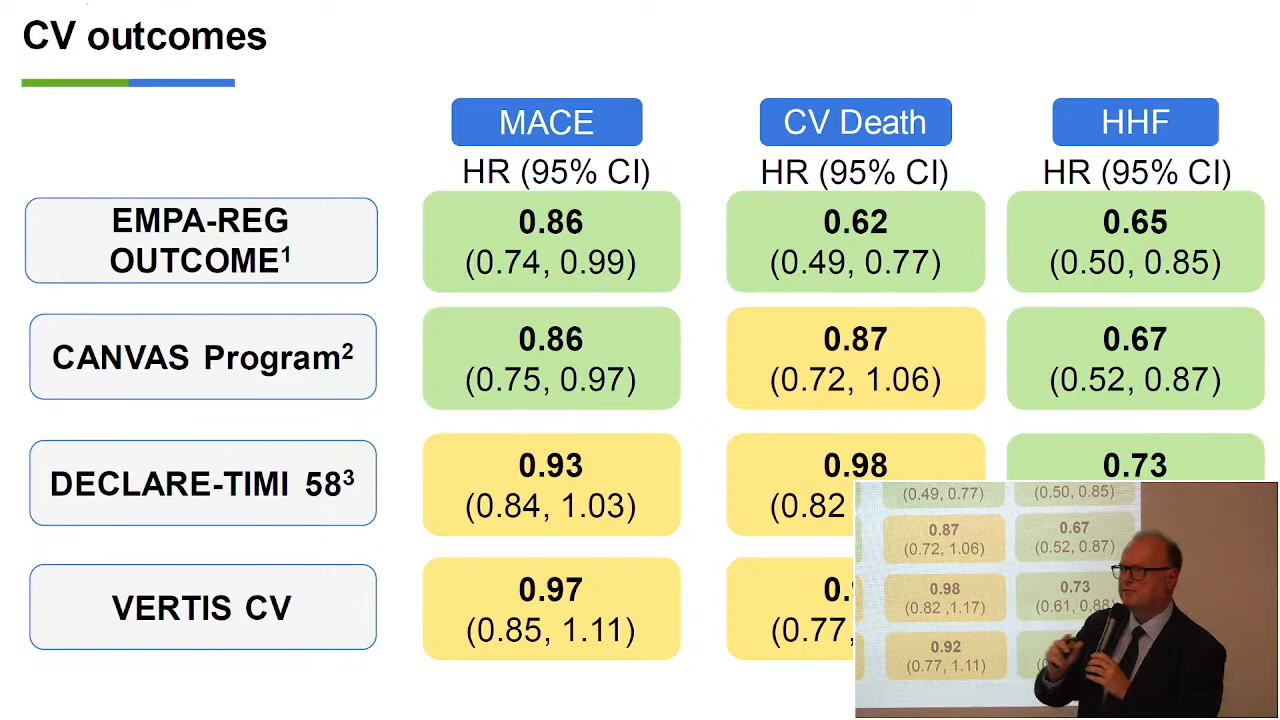 CV outcomes
MACE CV Death HHF
HR (95% CI) HR (95% CI) HR (95% CI)
EMPA-REG
OUTCOME¹
0.86 0.62 0.65
(0.74, 0.99) (0.49, 0.77) (0.50, 0.85)
CANVAS Program²
0.86 0.87 0.67
(0.75, 0.97) (0.72, 1.06) (0.52, 0.87)
DECLARE-TIMI 58³
0.93 0.98 0.73
(0.84, 1.03) (0.82
VERTIS CV
0.97
(0.85, 1.11) (0.77,
(0.49, 0.77) (0.50, 0.85)
0.87 0.67
(0.72, 1.06) (0.52, 0.87)
0.98 0.73
(0.82 ,1.17) (0.61, 0.88)
0.92
(0.77, 1.11)